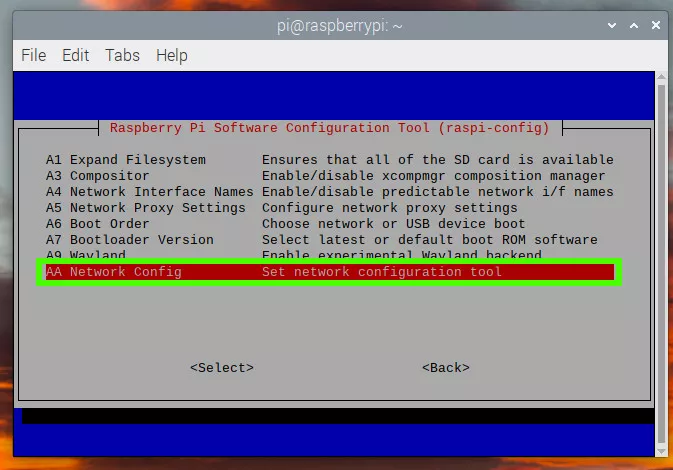 pi@raspberrypi: ~
File Edit Tabs Help
Raspberry Pi Software Configuration Tool (raspi-config)
A1 Expand Filesystem Ensures that all of the SD card is available
A3 Compositor Enable/disable xcompmgr composition manager
A4 Network Interface Names Enable/disable predictable network i/f names
A5 Network Proxy Settings Configure network proxy settings
A6 Boot Order Choose network or USB device boot
A7 Bootloader Version Select latest or default boot ROM software
A9 Wayland Enable experimental Wayland backend
AA Network Config Set network configuration tool
<Select> <Back>